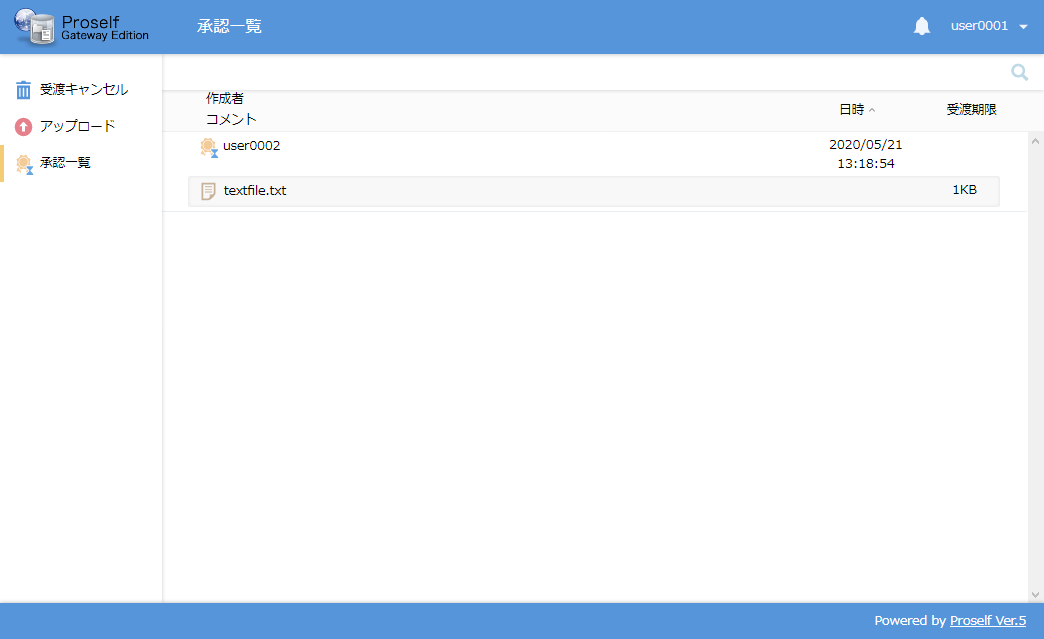 Proself
Gateway Edition
承認一覧
user0001
受渡キャンセル
アップロード
承認一覧
作成者
コメント
日時
受渡期限
user0002
2020/05/21
13:18:54
textfile.txt
1KB
Powered by Proself Ver.5